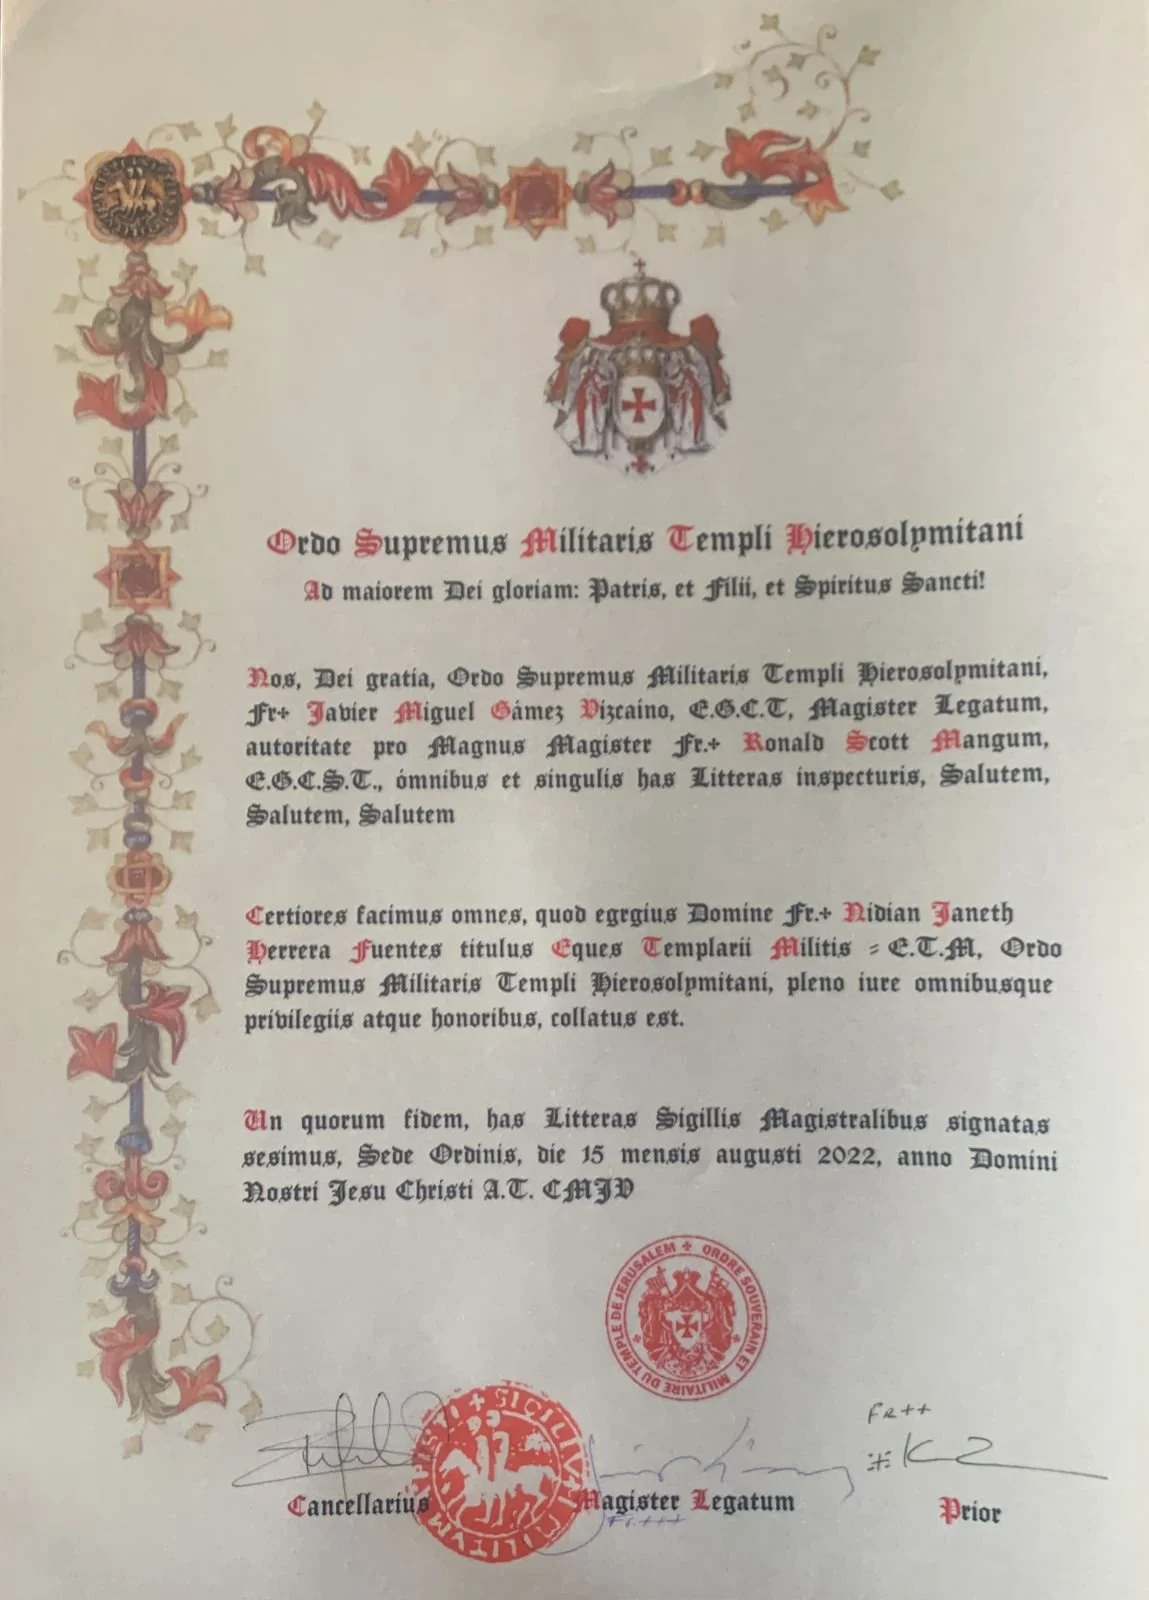 Ordo Supremus Militaris Templi Hierosolymitani
Ad maiorem Dei gloriam: Patris, et Filii, et Spiritus Sancti!
Nos, Dei gratia, Ordo Supremus Militaris Templi Hierosolymitani,
Fr+ Javier Miguel Gámez Vizcaino, E.G.C.T, Magister Legatum,
autoritate pro Magnus Magister Fr.+ Ronald Scott Mangum,
E.G.C.S.T., ómnibus et singulis has Litteras inspecturis, Salutem,
Salutem, Salutem
Certiores facimus omnes, quod egrgius Domine Fr.+ Nidian Janeth
Herrera Fuentes titulus Eques Templarii Militis = E.T.M, Ordo
Supremus Militaris Templi Hierosolymitani, pleno iure omnibusque
privilegiis atque honoribus, collatus est.
Un quorum fidem, has Litteras Sigillis Magistralibus signatas
sesimus, Sede Ordinis, die 15 mensis augusti 2022, anno Domini
Nostri Jesu Christi A.T. CMJV
ORDRE SOUVERAIN ET MILITAIRE DU TEMPLE DE JERUSALEM
SIGILLVM MILITVM
FR++
Cancellarius Magister Legatum Prior
Fr+++